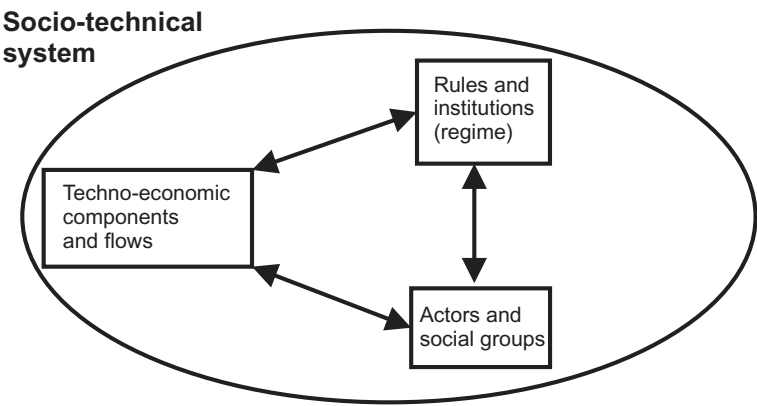 Socio-technical
system
Rules and
institutions
(regime)
Techno-economic
components
and flows
Actors and
social groups